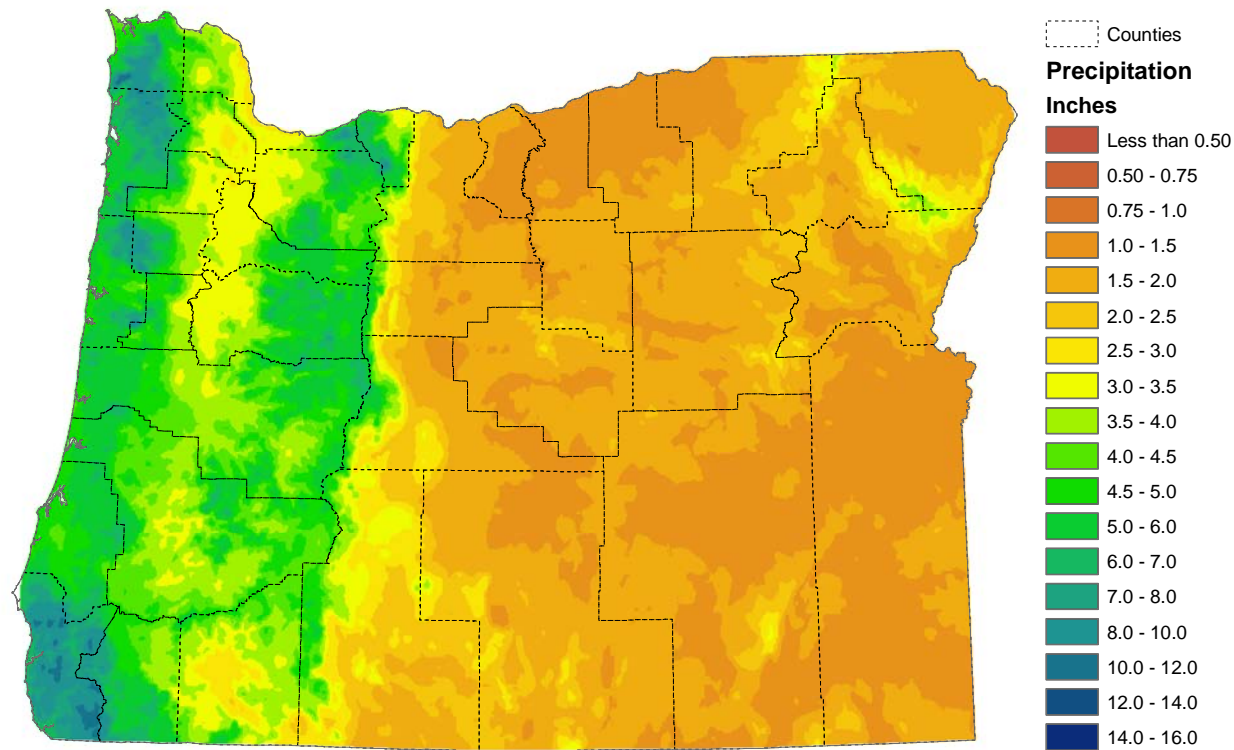 Counties
Precipitation
Inches
Less than 0.50
0.50 - 0.75
0.75 - 1.0
1.0 - 1.5
1.5 - 2.0
2.0 - 2.5
2.5 - 3.0
3.0 - 3.5
3.5 - 4.0
4.0 - 4.5
4.5 - 5.0
5.0 - 6.0
6.0 - 7.0
7.0 - 8.0
8.0 - 10.0
10.0 - 12.0
12.0 - 14.0
14.0 - 16.0